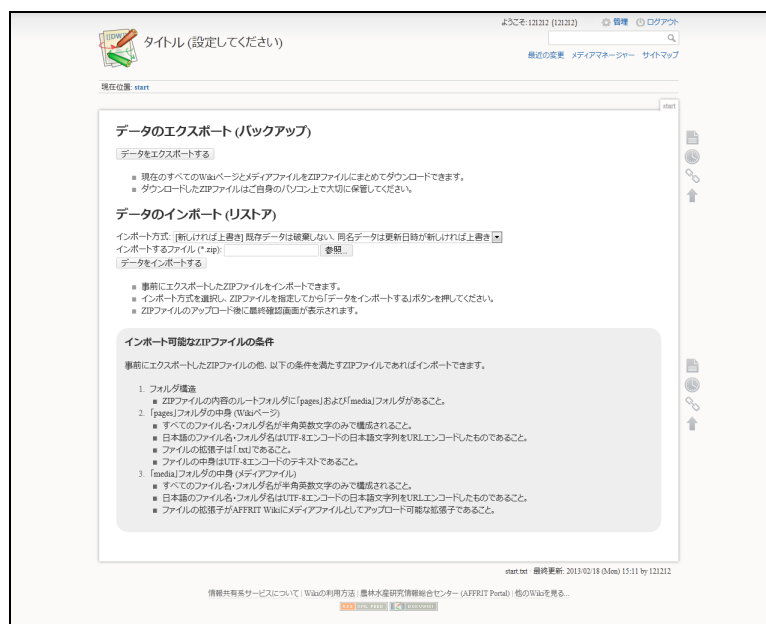 ようこそ:121212 (121212) 管理 ログアウト
タイトル (設定してください)
最近の変更 メディアマネージャー サイトマップ
現在位置: start
start
データのエクスポート (バックアップ)
データをエクスポートする
現在のすべてのWikiページとメディアファイルをZIPファイルにまとめてダウンロードできます。
ダウンロードしたZIPファイルはご自身のパソコン上で大切に保管してください。
データのインポート (リストア)
インポート方式: [新しければ上書き] 既存データは破棄しない、同名データは更新日時が新しければ上書き
インポートするファイル (*.zip): 参照...
データをインポートする
事前にエクスポートしたZIPファイルをインポートできます。
インポート方式を選択し、ZIPファイルを指定してから「データをインポートする」ボタンを押してください。
ZIPファイルのアップロード後に最終確認画面が表示されます。
インポート可能なZIPファイルの条件
事前にエクスポートしたZIPファイルの他、以下の条件を満たすZIPファイルであればインポートできます。
1. フォルダ構造
ZIPファイルの内容のルートフォルダに「pages」および「media」フォルダがあること。
2. 「pages」フォルダの中身 (Wikiページ)
すべてのファイル名・フォルダ名が半角英数文字のみで構成されること。
日本語のファイル名・フォルダ名はUTF-8エンコードの日本語文字列をURLエンコードしたものであること。
ファイルの拡張子は「.txt」であること。
ファイルの中身はUTF-8エンコードのテキストであること。
3. 「media」フォルダの中身 (メディアファイル)
すべてのファイル名・フォルダ名が半角英数文字のみで構成されること。
日本語のファイル名・フォルダ名はUTF-8エンコードの日本語文字列をURLエンコードしたものであること。
ファイルの拡張子がAFFRIT Wikiにメディアファイルとしてアップロード可能な拡張子であること。
start.txt · 最終更新: 2013/02/18 (Mon) 15:11 by 121212
情報共有系サービスについて | Wikiの利用方法 | 農林水産研究情報総合センター (AFFRIT Portal) | 他のWikiを見る...